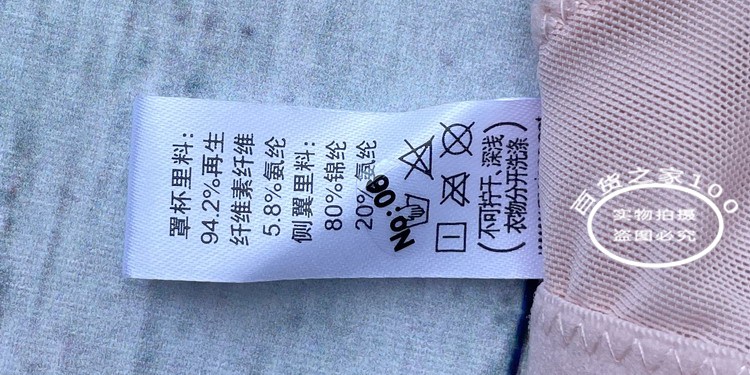 罩杯里料：
94.2%再生
纤维素纤维
5.8%氨纶
侧翼里料：
80%锦纶
20%氨纶
No:06
(不可拧干、深浅
衣物分开洗涤)
百货之家100
实物拍摄
盗图必究